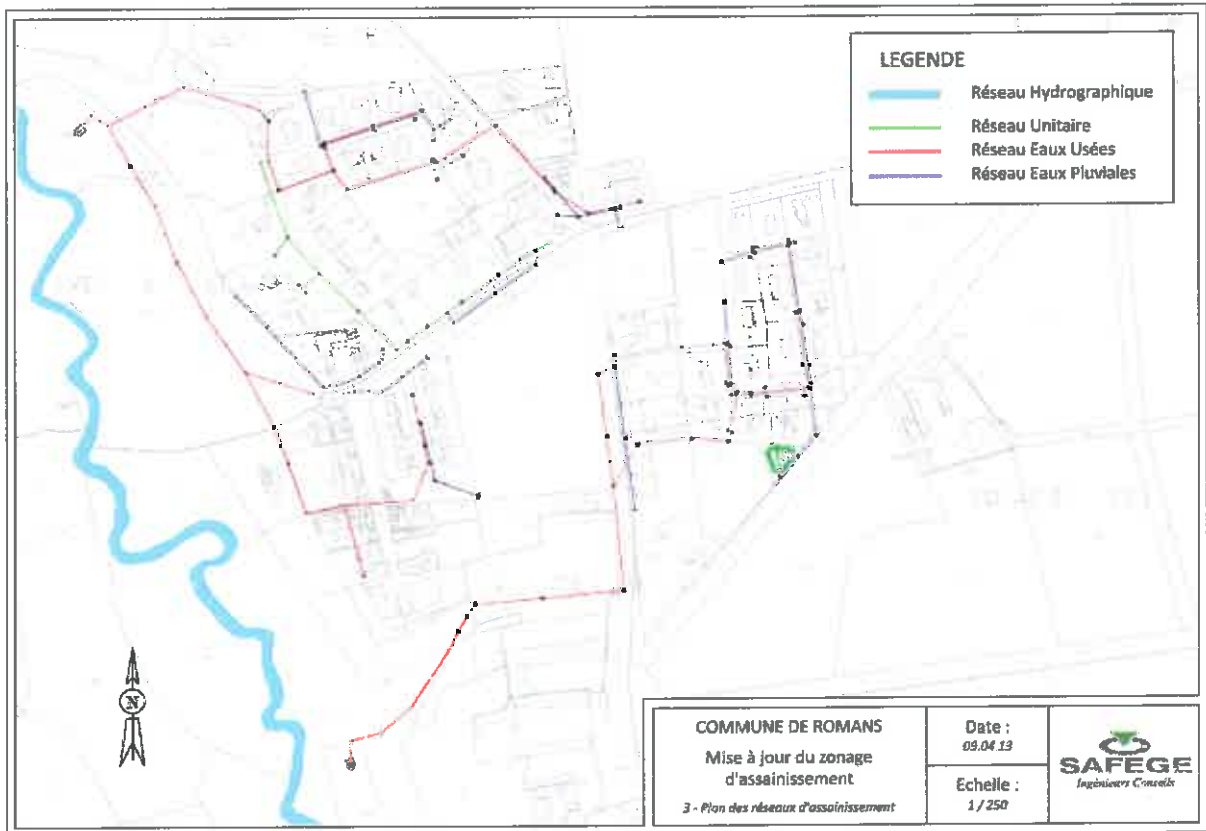 LEGENDE
Réseau Hydrographique
Réseau Unitaire
Réseau Eaux Usées
Réseau Eaux Pluviales
N
COMMUNE DE ROMANS
Mise à jour du zonage
d'assainissement
3 - Plan des réseaux d'assainissement
Date :
09.04.13
Echelle :
1 / 250
SAFEGE
Ingénieurs Conseils